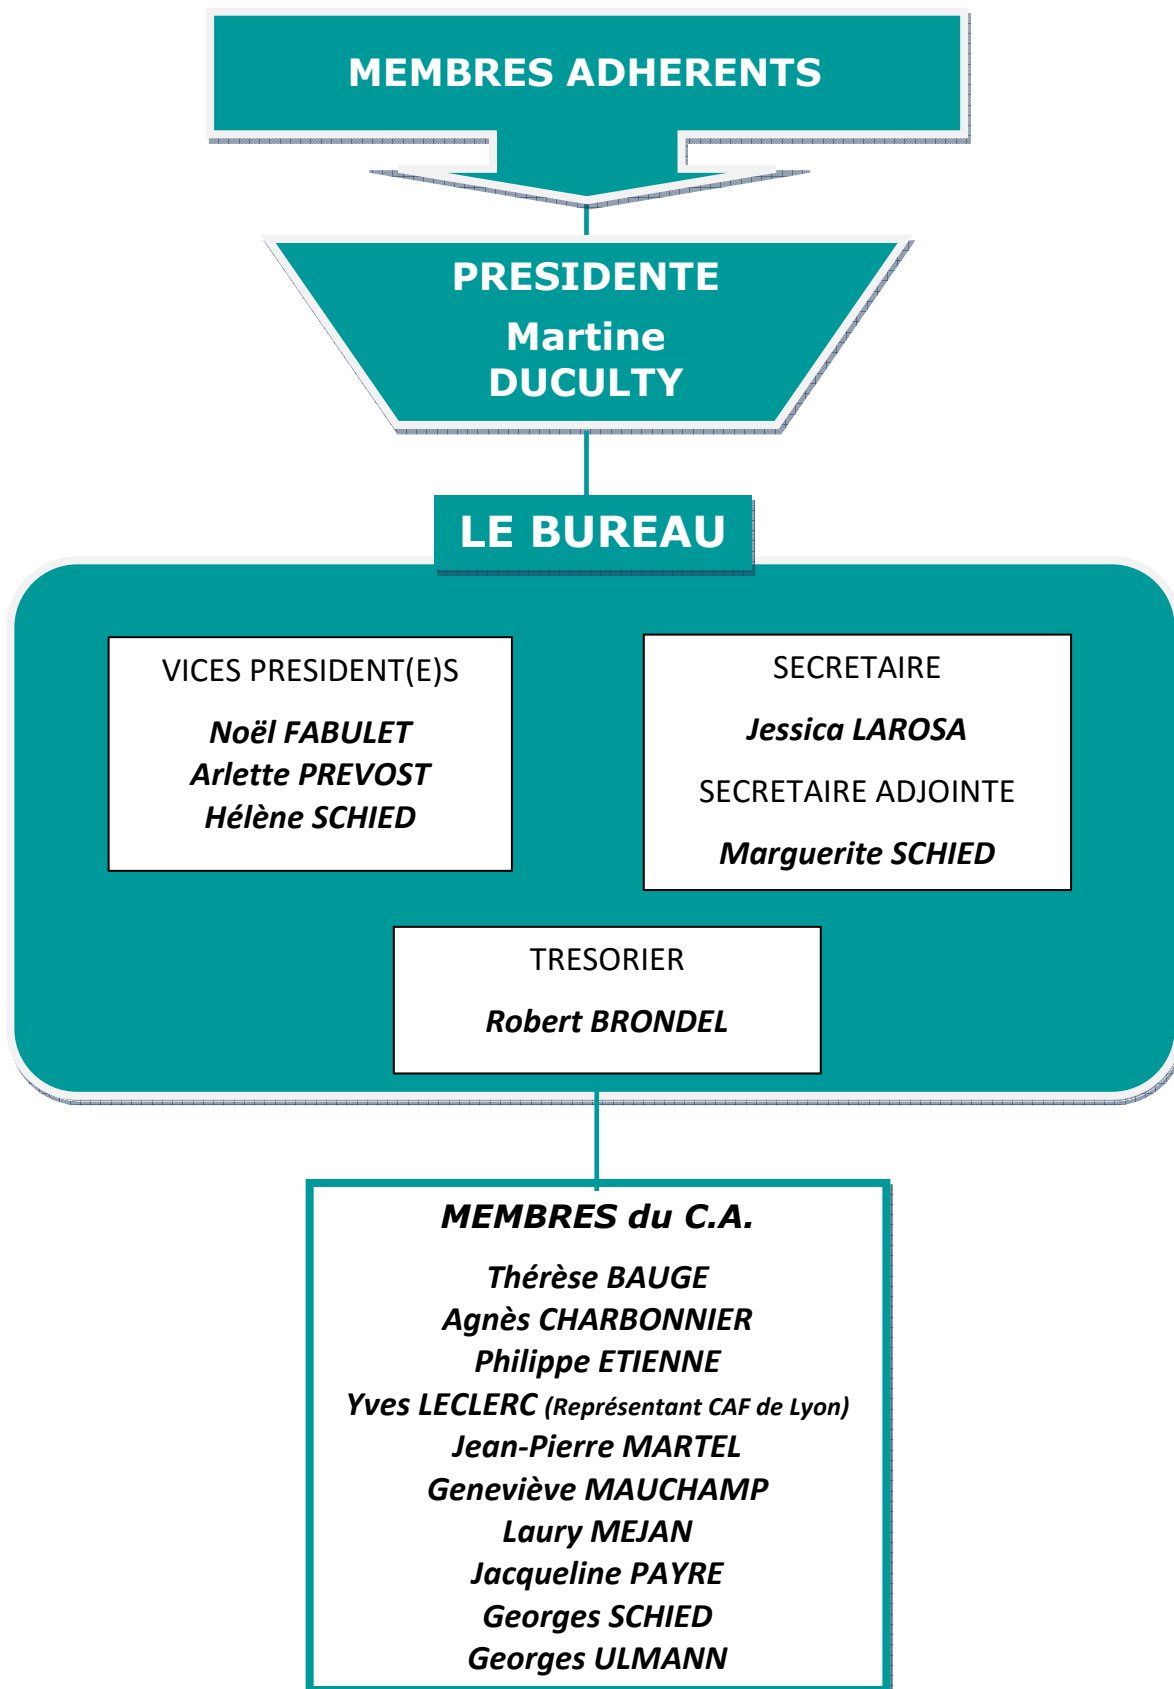 MEMBRES ADHERENTS
PRESIDENTE
Martine
DUCULTY
LE BUREAU
VICES PRESIDENT(E)S
Noël FABULET
Arlette PREVOST
Hélène SCHIED
SECRETAIRE
Jessica LAROSA
SECRETAIRE ADJOINTE
Marguerite SCHIED
TRESORIER
Robert BRONDEL
MEMBRES du C.A.
Thérèse BAUGE
Agnès CHARBONNIER
Philippe ETIENNE
Yves LECLERC (Représentant CAF de Lyon)
Jean-Pierre MARTEL
Geneviève MAUCHAMP
Laury MEJAN
Jacqueline PAYRE
Georges SCHIED
Georges ULMANN